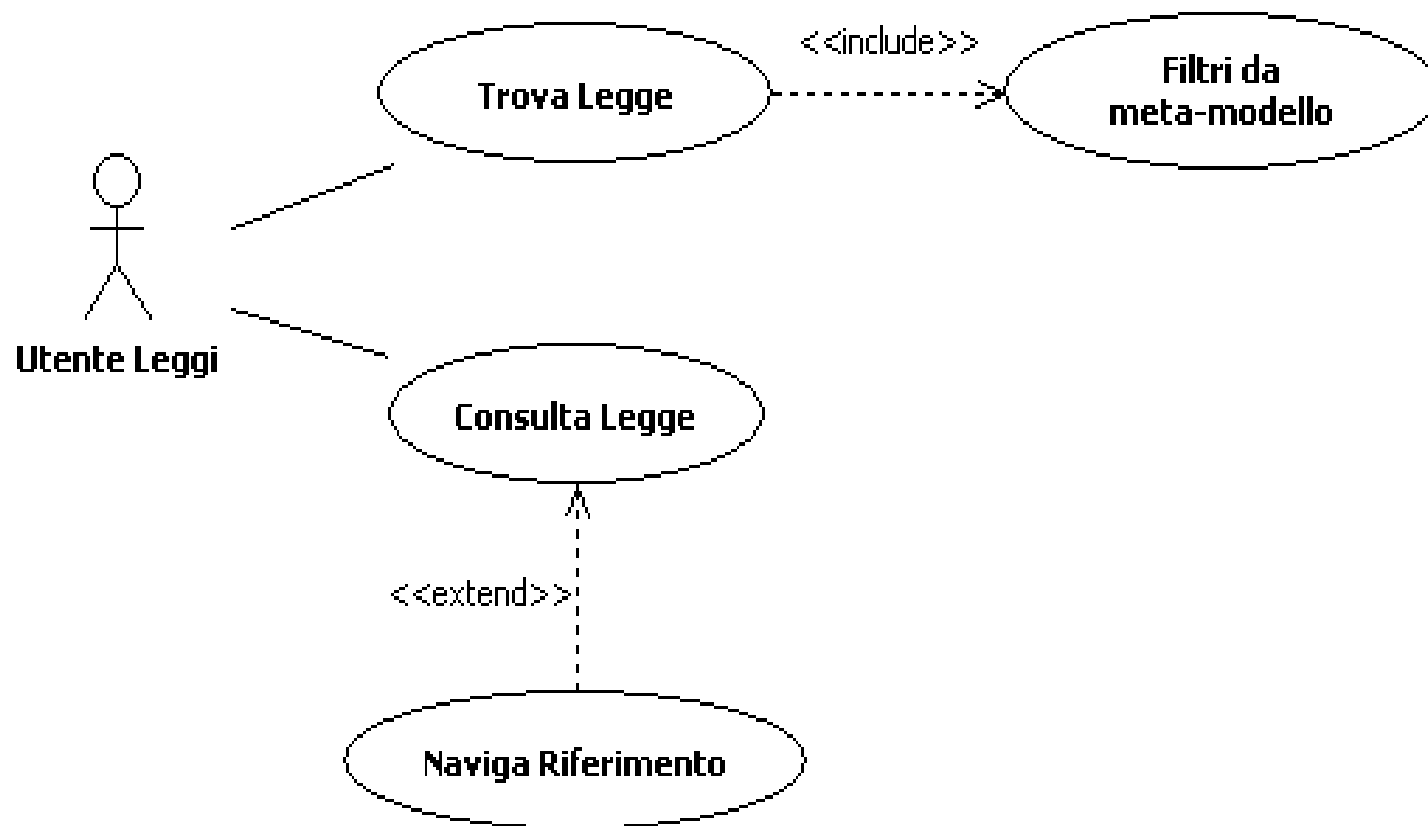 <<include>>
Trova Legge
Filtri da
meta-modello
Utente Leggi
Consulta Legge
<<extend>>
Naviga Riferimento